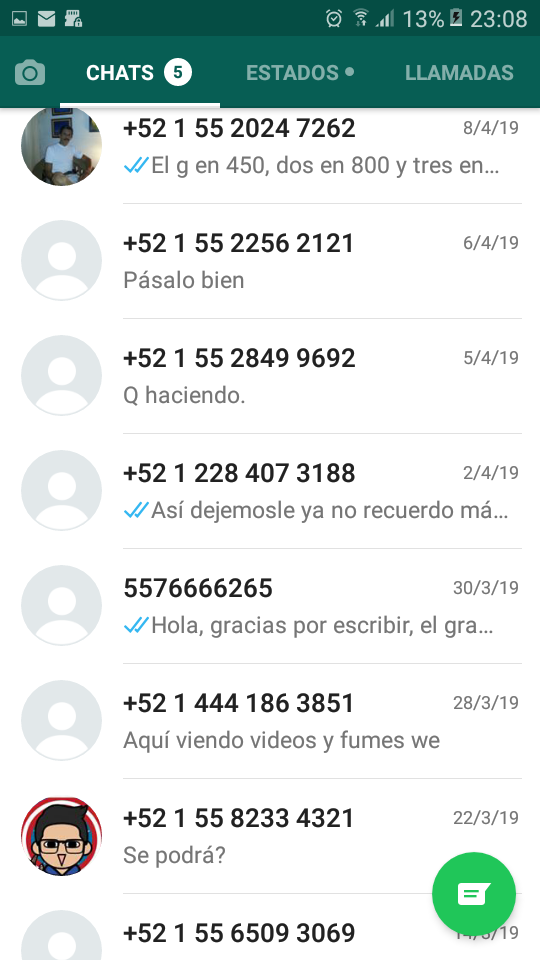 13% 23:08
CHATS 5 ESTADOS LLAMADAS
+52 1 55 2024 7262 8/4/19
El g en 450, dos en 800 y tres en...
+52 1 55 2256 2121 6/4/19
Pásalo bien
+52 1 55 2849 9692 5/4/19
Q haciendo.
+52 1 228 407 3188 2/4/19
Así dejemosle ya no recuerdo má...
5576666265 30/3/19
Hola, gracias por escribir, el gra...
+52 1 444 186 3851 28/3/19
Aquí viendo videos y fumes we
+52 1 55 8233 4321 22/3/19
Se podrá?
+52 1 55 6509 3069